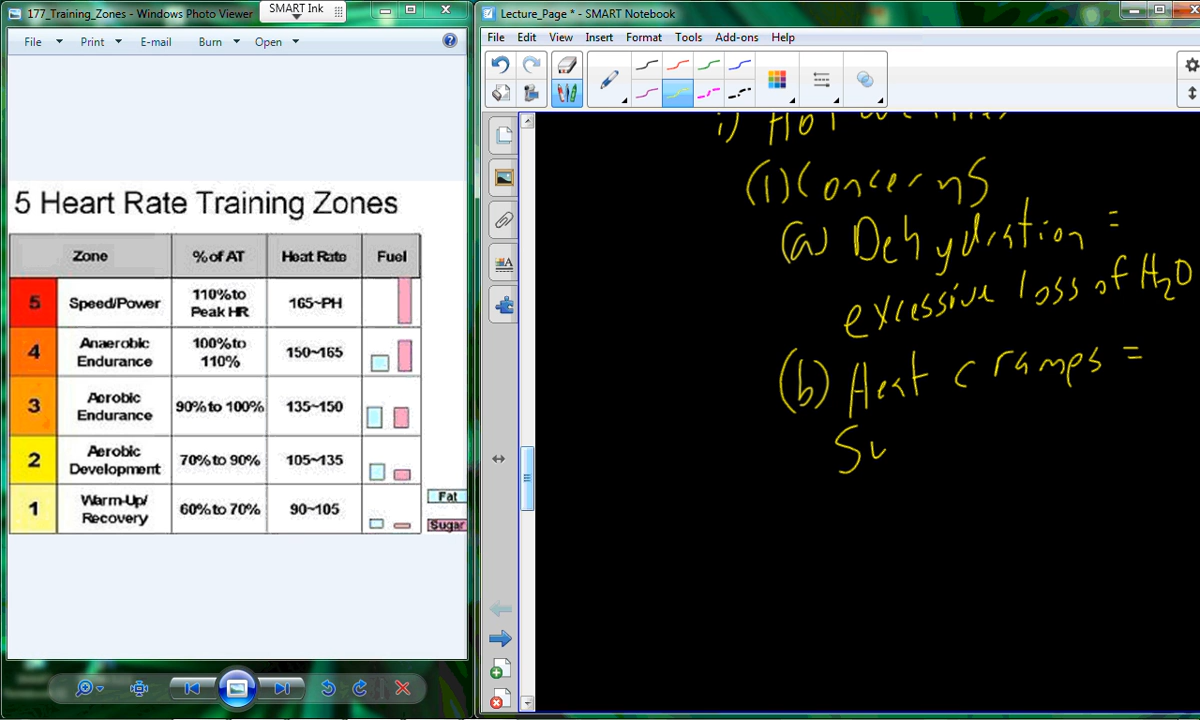 177_Training_Zones - Windows Photo Viewer
SMART Ink
File Print E-mail Burn Open
5 Heart Rate Training Zones
Zone % of AT Heat Rate Fuel
5 Speed/Power 110% to Peak HR 165~PH
4 Anaerobic Endurance 100% to 110% 150~165
3 Aerobic Endurance 90% to 100% 135~150
2 Aerobic Development 70% to 90% 105~135
1 Warm-Up/ Recovery 60% to 70% 90~105
Fat
Sugar
Lecture_Page * - SMART Notebook
File Edit View Insert Format Tools Add-ons Help
i) Hot
(1) Concerns
(a) Dehydration =
excessive loss of H2O
(b) Heat cramps =
Su